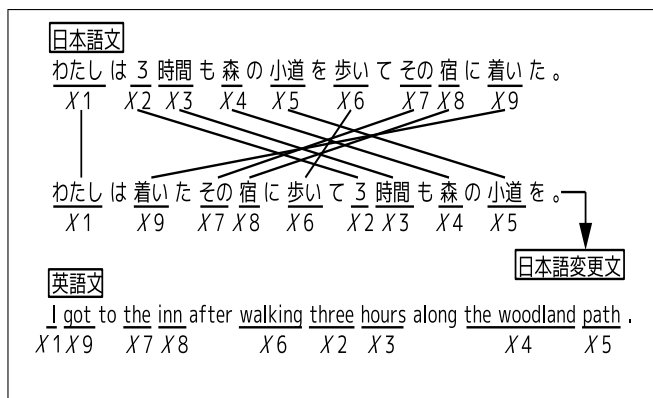 日本語文
わたし は 3 時間 も 森 の 小道 を 歩い て その 宿 に 着い た 。
X1 X2 X3 X4 X5 X6 X7 X8 X9
わたし は 着い た その 宿 に 歩い て 3 時間 も 森 の 小道 を 。
X1 X9 X7 X8 X6 X2 X3 X4 X5
日本語変更文
英語文
I got to the inn after walking three hours along the woodland path .
X1 X9 X7 X8 X6 X2 X3 X4 X5